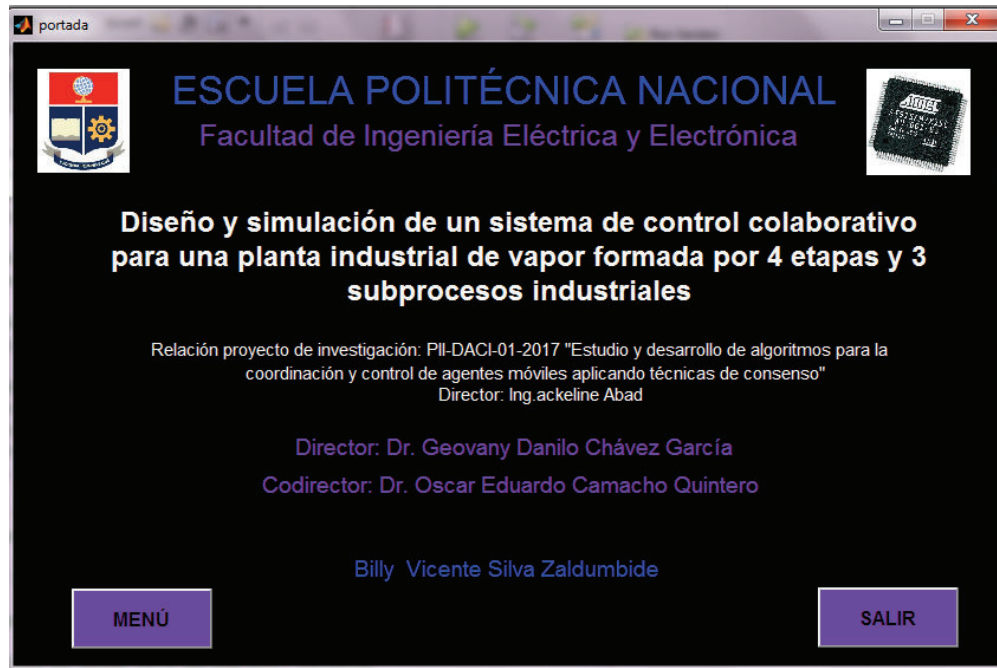 portada
ESCUELA POLITÉCNICA NACIONAL
Facultad de Ingeniería Eléctrica y Electrónica
ATMEL
Diseño y simulación de un sistema de control colaborativo
para una planta industrial de vapor formada por 4 etapas y 3
subprocesos industriales
Relación proyecto de investigación: PII-DACI-01-2017 "Estudio y desarrollo de algoritmos para la
coordinación y control de agentes móviles aplicando técnicas de consenso"
Director: Ing.ackeline Abad
Director: Dr. Geovany Danilo Chávez García
Codirector: Dr. Oscar Eduardo Camacho Quintero
Billy Vicente Silva Zaldumbide
MENÚ
SALIR